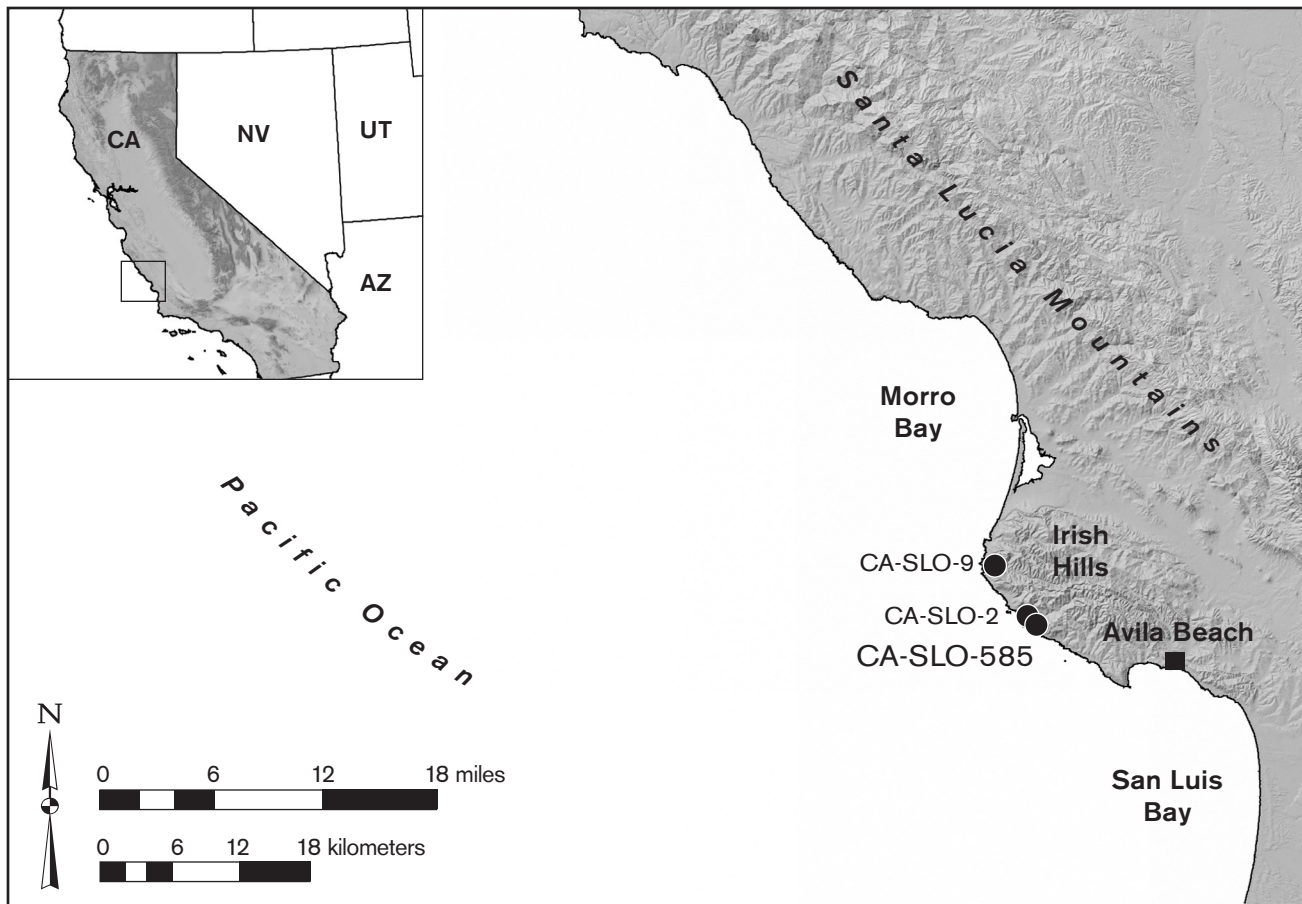 CA
NV
UT
AZ
Santa Lucia Mountains
Morro
Bay
Pacific Ocean
Irish
Hills
CA-SLO-9
CA-SLO-2
CA-SLO-585
Avila Beach
San Luis
Bay
N
0 6 12 18 miles
0 6 12 18 kilometers